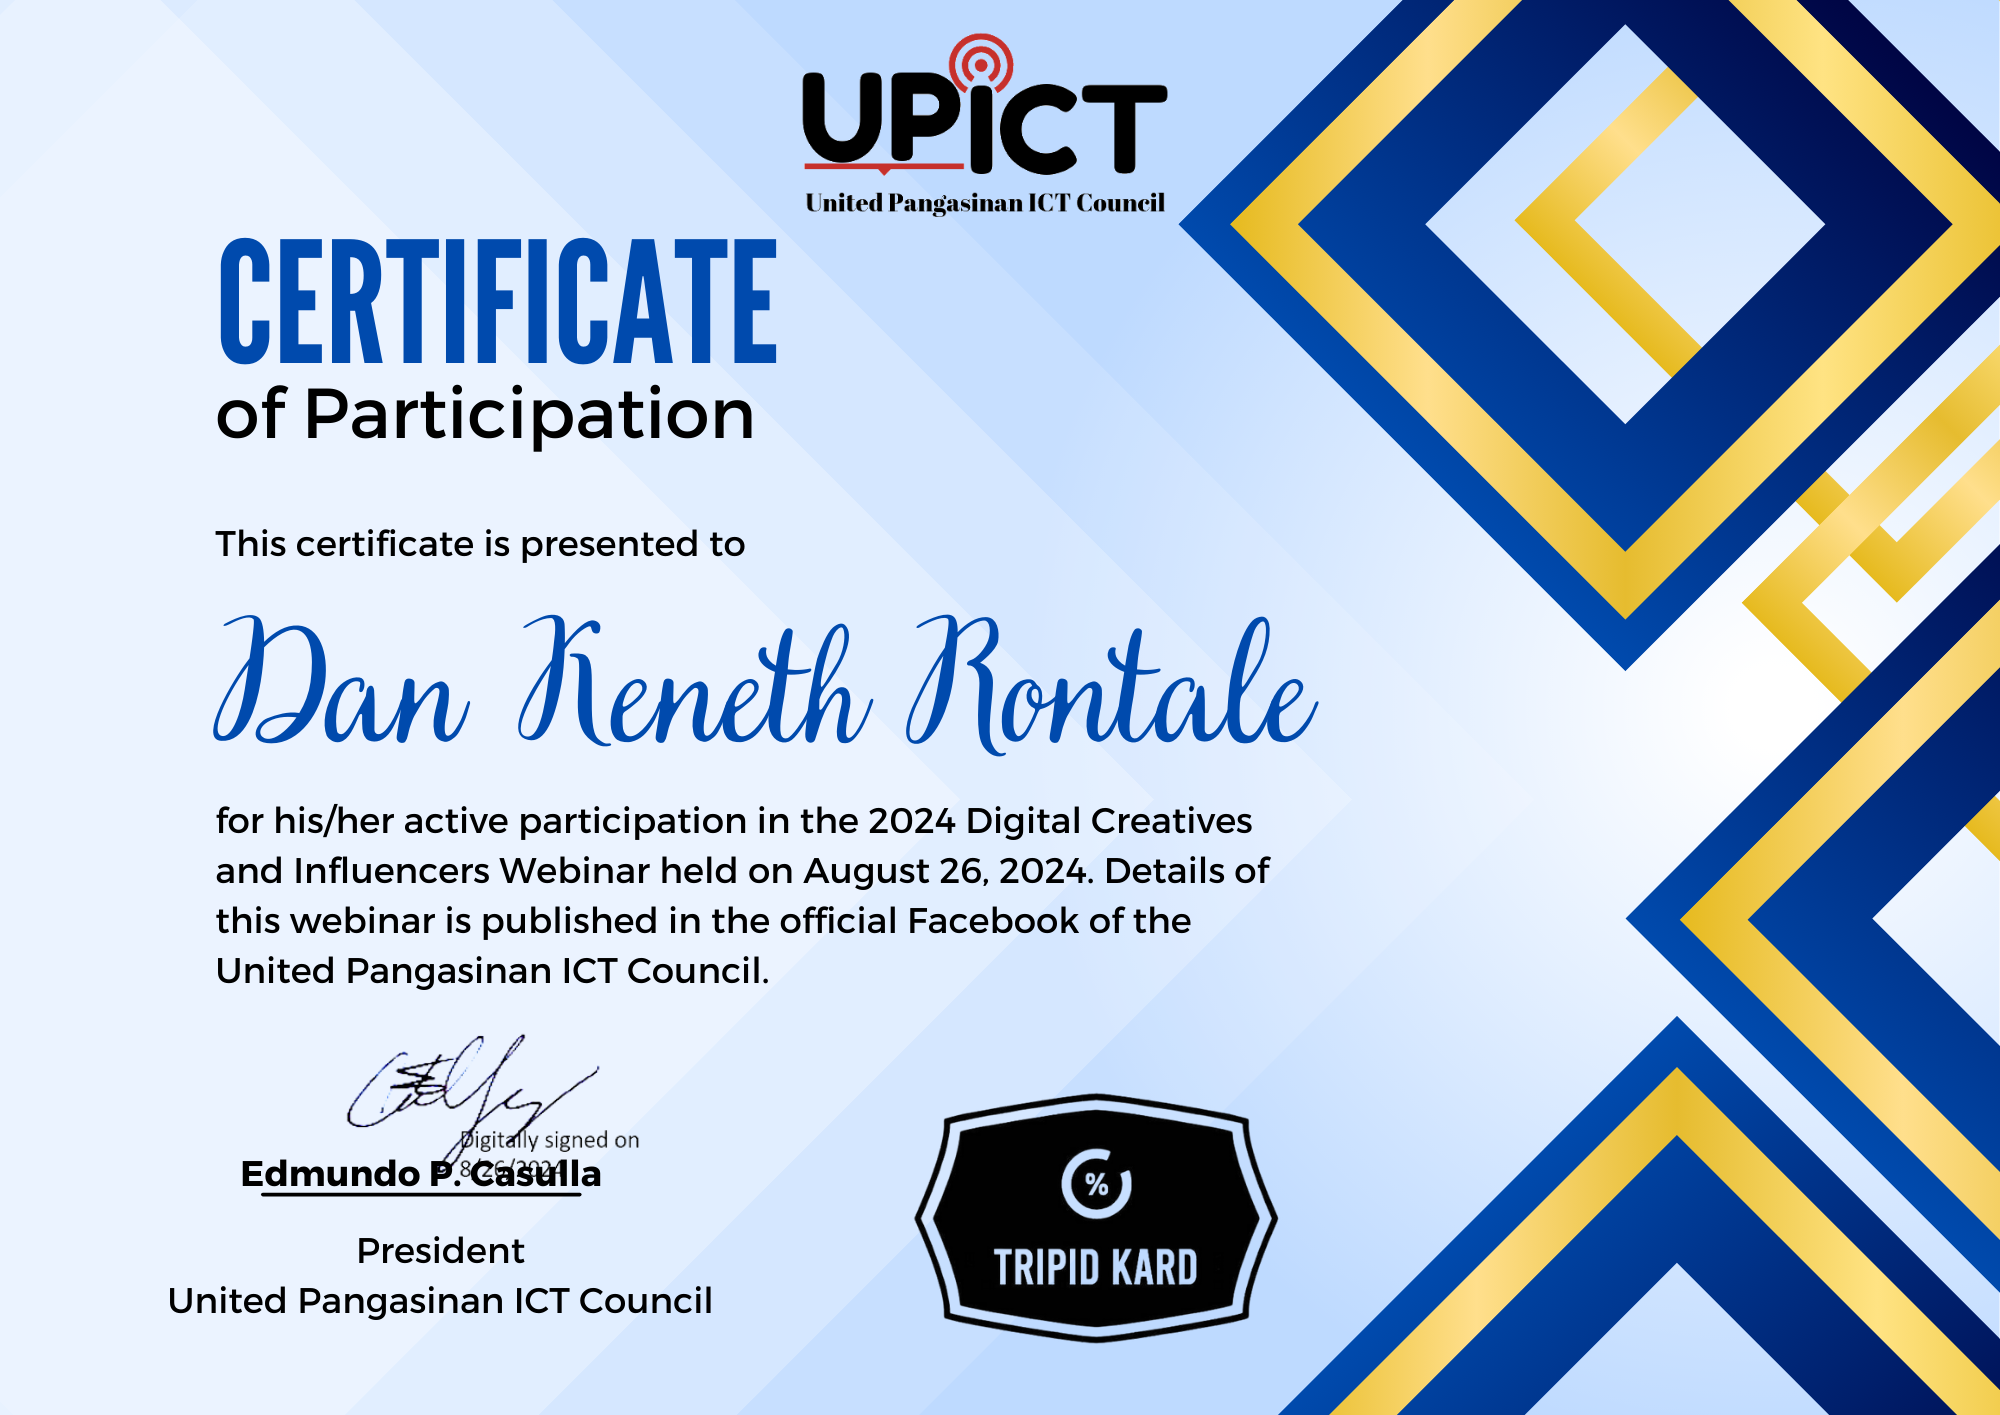 UPiCT
United Pangasinan ICT Council
CERTIFICATE
of Participation
This certificate is presented to
Dan Keneth Rontale
for his/her active participation in the 2024 Digital Creatives
and Influencers Webinar held on August 26, 2024. Details of
this webinar is published in the official Facebook of the
United Pangasinan ICT Council.
Digitally signed on
8/26/2024
Edmundo P. Casulla
President
United Pangasinan ICT Council
%
TRIPID KARD